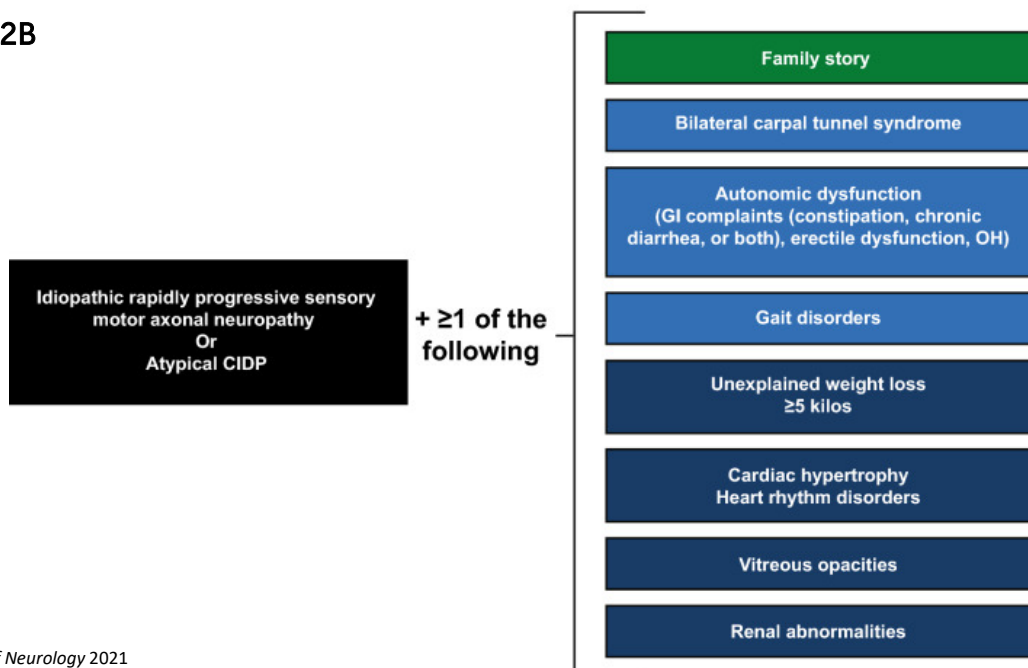 2B
Family story
Bilateral carpal tunnel syndrome
Autonomic dysfunction
(GI complaints (constipation, chronic
diarrhea, or both), erectile dysfunction, OH)
Idiopathic rapidly progressive sensory
motor axonal neuropathy
Or
Atypical CIDP
+ ≥1 of the
following
Gait disorders
Unexplained weight loss
≥5 kilos
Cardiac hypertrophy
Heart rhythm disorders
Vitreous opacities
Renal abnormalities
Neurology 2021